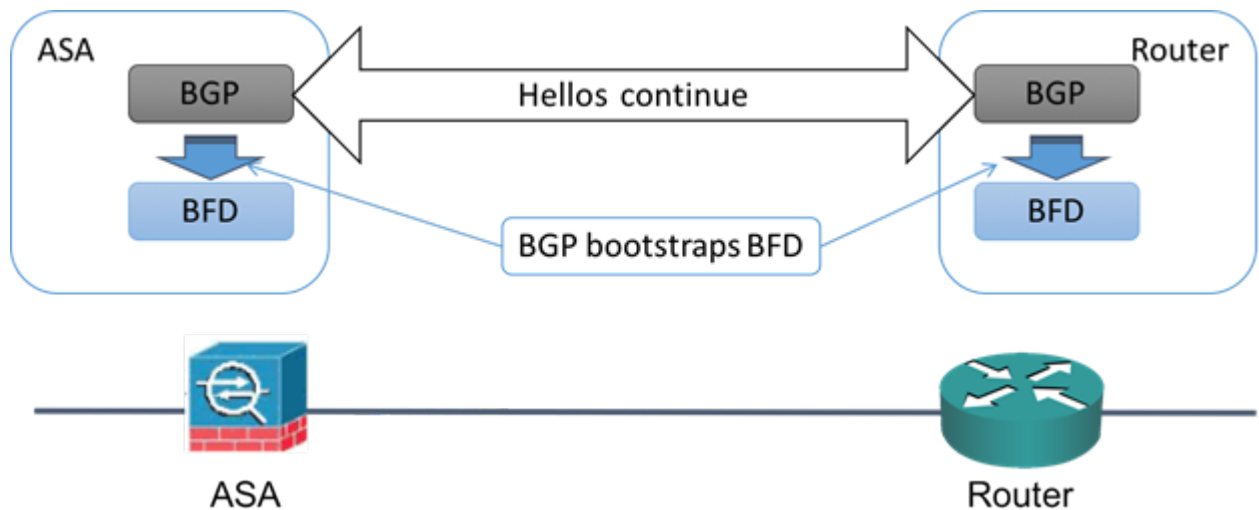 ASA
Router
BGP
Hellos continue
BGP
BFD
BGP bootstraps BFD
BFD
ASA
Router